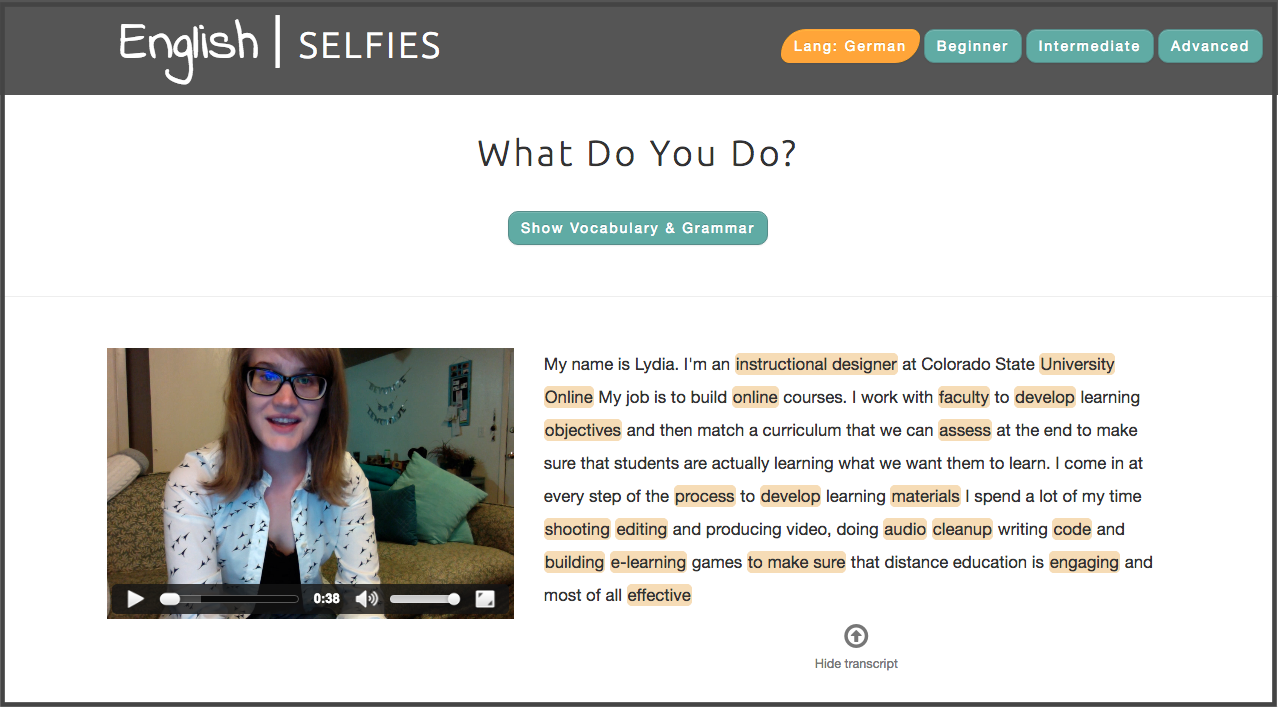 English | SELFIES
Lang: German
Beginner
Intermediate
Advanced
What Do You Do?
Show Vocabulary & Grammar
My name is Lydia. I'm an instructional designer at Colorado State University
Online My job is to build online courses. I work with faculty to develop learning
objectives and then match a curriculum that we can assess at the end to make
sure that students are actually learning what we want them to learn. I come in at
every step of the process to develop learning materials I spend a lot of my time
shooting editing and producing video, doing audio cleanup writing code and
building e-learning games to make sure that distance education is engaging and
most of all effective
0:38
Hide transcript